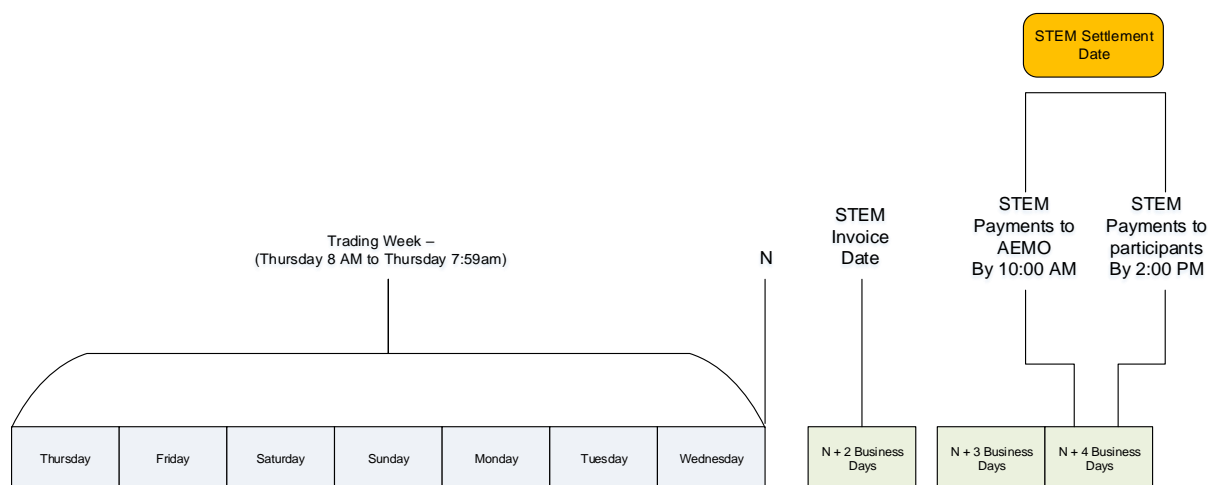 STEM Settlement
Date
Trading Week –
(Thursday 8 AM to Thursday 7:59am)
N
STEM
Invoice
Date
STEM
Payments to
AEMO
By 10:00 AM
STEM
Payments to
participants
By 2:00 PM
Thursday
Friday
Saturday
Sunday
Monday
Tuesday
Wednesday
N + 2 Business
Days
N + 3 Business
Days
N + 4 Business
Days